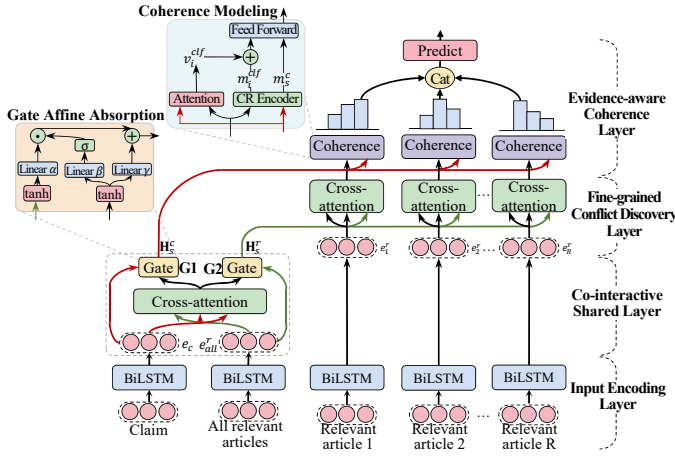 Coherence Modeling
Feed Forward
v_i^{clf}
+
m_i^{clf}
m_s^c
Attention
CR Encoder
Predict
Cat
Evidence-aware
Coherence
Layer
Gate Affine Absorption
σ
+
Linear α
Linear β
Linear γ
tanh
tanh
Coherence
Coherence
Coherence
Cross-
attention
Cross-
attention
...
Cross-
attention
Fine-grained
Conflict Discovery
Layer
H_s^c
H_s^r
e_1^r
e_2^r
...
e_R^r
Gate
G1
G2
Gate
Cross-attention
Co-interactive
Shared Layer
e_c
e_{all}^r
BiLSTM
BiLSTM
BiLSTM
BiLSTM
BiLSTM
Input Encoding
Layer
...
Claim
All relevant
articles
Relevant
article 1
Relevant
article 2
Relevant
article R